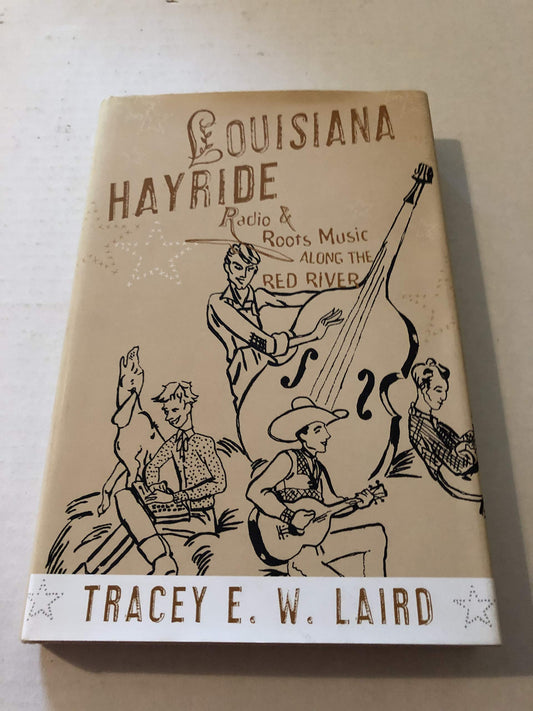 LOUISIANA
HAYRIDE
Radio &
Roots Music
ALONG THE
RED RIVER
TRACEY E. W. LAIRD